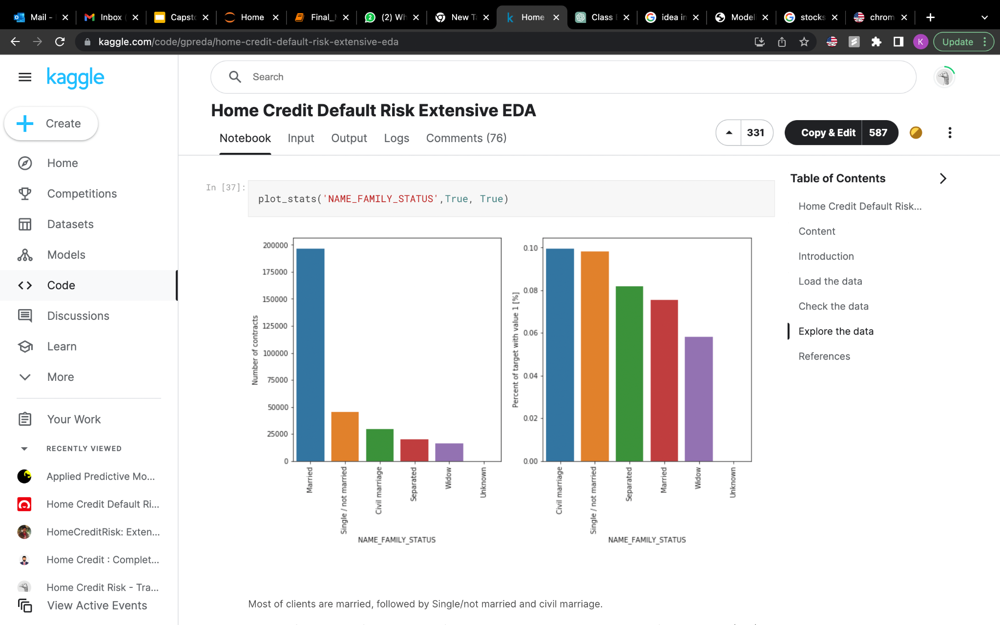 Mail -
Inbox (
Capsto
Home
Final_
(2) Wh
New Ta
Home
Class
idea in
Model
stocks
chrom
kaggle.com/code/gpreda/home-credit-default-risk-extensive-eda
K
Update
kaggle
Search
Create
Home
Competitions
Datasets
Models
Code
Discussions
Learn
More
Your Work
RECENTLY VIEWED
Applied Predictive Mo...
Home Credit Default Ri...
HomeCreditRisk: Exten...
Home Credit : Complet...
Home Credit Risk - Tra...
View Active Events
Home Credit Default Risk Extensive EDA
Notebook
Input
Output
Logs
Comments (76)
331
Copy & Edit
587
In [37]:
plot_stats('NAME_FAMILY_STATUS',True, True)
Number of contracts
200000
175000
150000
125000
100000
75000
50000
25000
0
Married
Single / not married
Civil marriage
Separated
Widow
Unknown
NAME_FAMILY_STATUS
Percent of target with value 1 [%]
0.10
0.08
0.06
0.04
0.02
0.00
Civil marriage
Single / not married
Separated
Married
Widow
Unknown
NAME_FAMILY_STATUS
Most of clients are married, followed by Single/not married and civil marriage.
Table of Contents
Home Credit Default Risk...
Content
Introduction
Load the data
Check the data
Explore the data
References